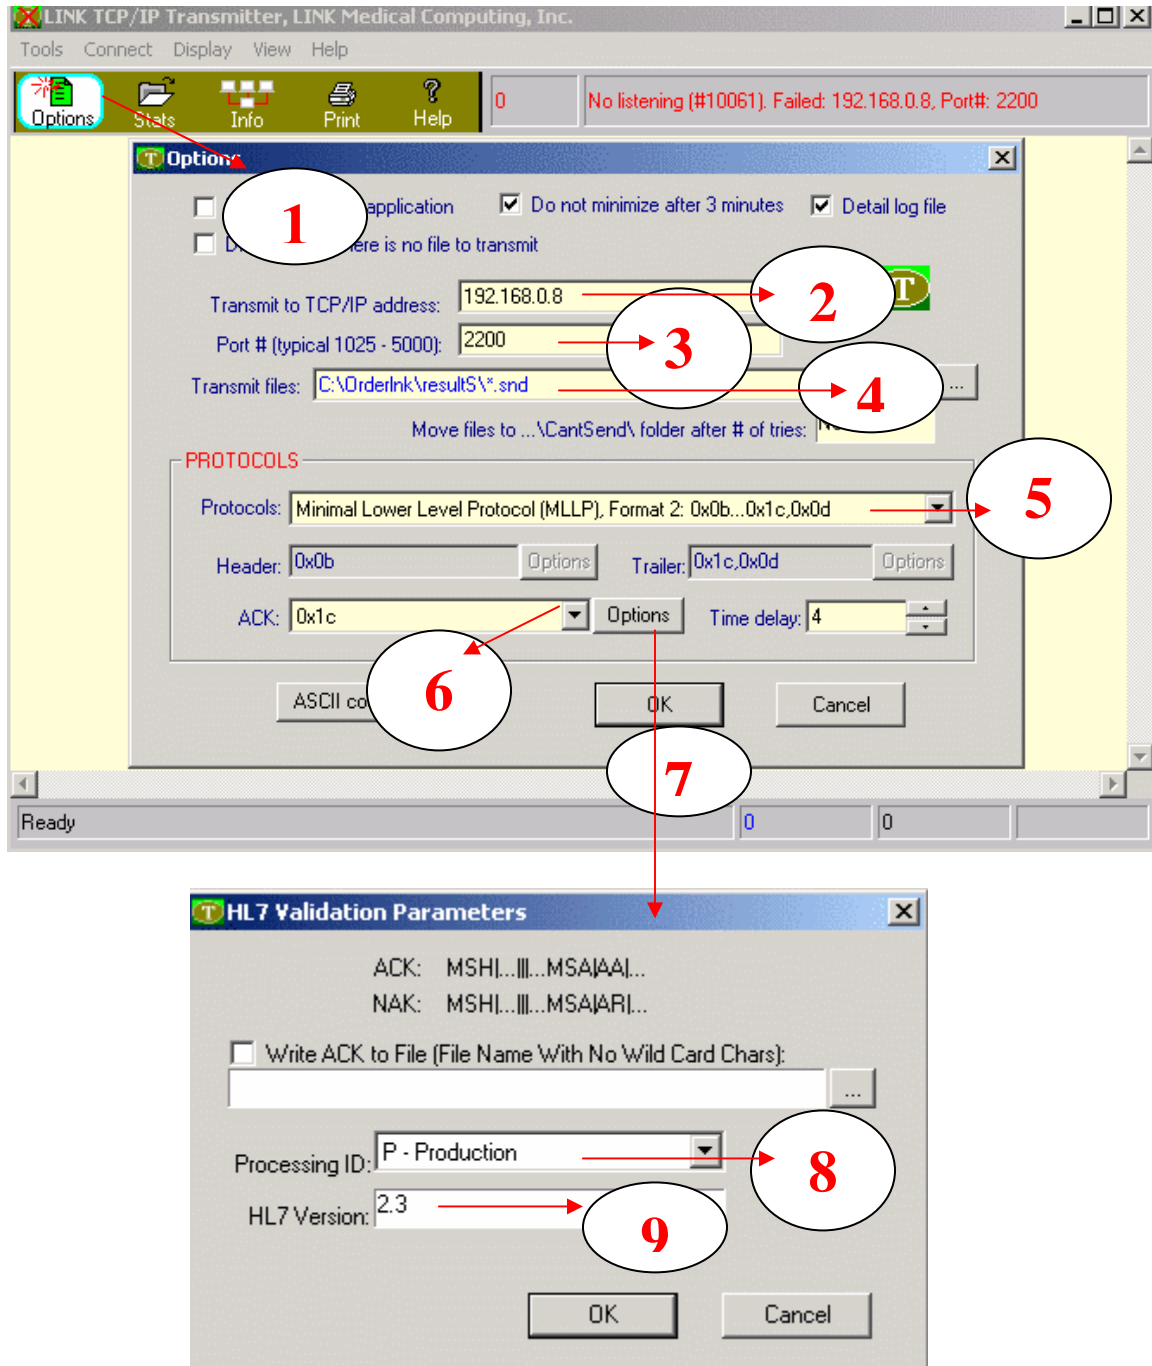 LINK TCP/IP Transmitter, LINK Medical Computing, Inc.
Tools Connect Display View Help
Options Stats Info Print Help 0 No listening (#10061). Failed: 192.168.0.8, Port#: 2200
Options
1 application Do not minimize after 3 minutes Detail log file
is no file to transmit
Transmit to TCP/IP address: 192.168.0.8 2 T
Port # (typical 1025 - 5000): 2200 3
Transmit files: C:\OrderInk\resultS\*.snd 4 ...
Move files to ...\CantSend\ folder after # of tries:
PROTOCOLS
Protocols: Minimal Lower Level Protocol (MLLP), Format 2: 0x0b...0x1c,0x0d 5
Header: 0x0b Options Trailer: 0x1c,0x0d Options
ACK: 0x1c Options Time delay: 4
6
ASCII OK Cancel
7
Ready 0 0
HL7 Validation Parameters
ACK: MSH|...|||...MSA|AA|...
NAK: MSH|...|||...MSA|AR|...
Write ACK to File (File Name With No Wild Card Chars):
...
Processing ID: P - Production 8
HL7 Version: 2.3 9
OK Cancel